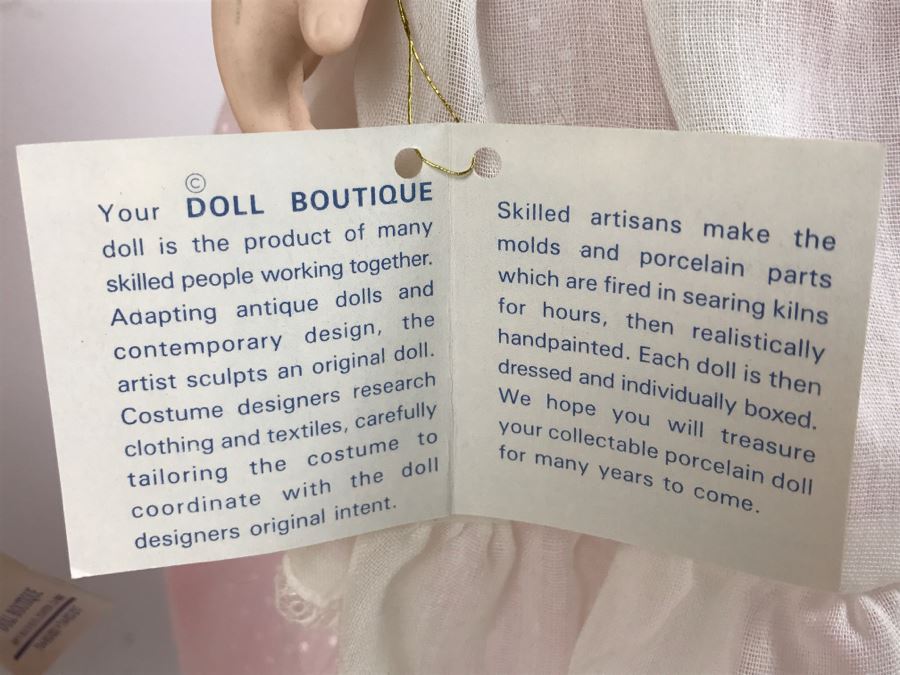 ©
Your DOLL BOUTIQUE
doll is the product of many
skilled people working together.
Adapting antique dolls and
contemporary design, the
artist sculpts an original doll.
Costume designers research
clothing and textiles, carefully
tailoring the costume to
coordinate with the doll
designers original intent.
Skilled artisans make the
molds and porcelain parts
which are fired in searing kilns
for hours, then realistically
handpainted. Each doll is then
dressed and individually boxed.
We hope you will treasure
your collectable porcelain doll
for many years to come.
DOLL BOUTIQUE